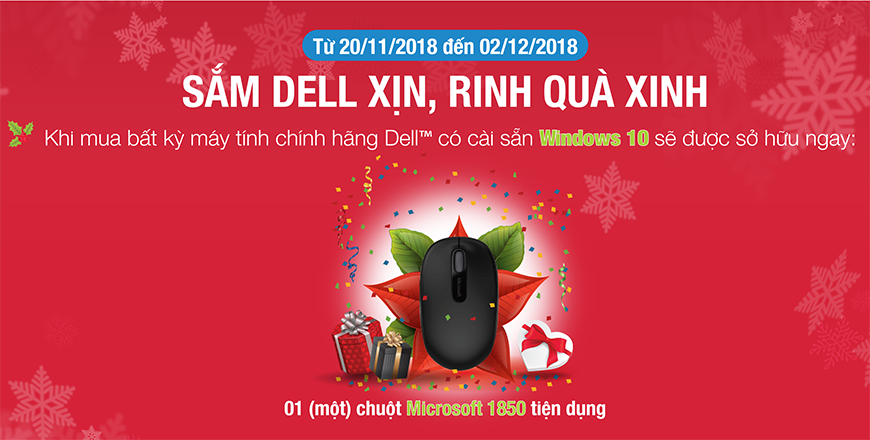 Từ 20/11/2018 đến 02/12/2018
SẮM DELL XỊN, RINH QUÀ XINH
Khi mua bất kỳ máy tính chính hãng Dell™ có cài sẵn Windows 10 sẽ được sở hữu ngay:
Microsoft
01 (một) chuột Microsoft 1850 tiện dụng